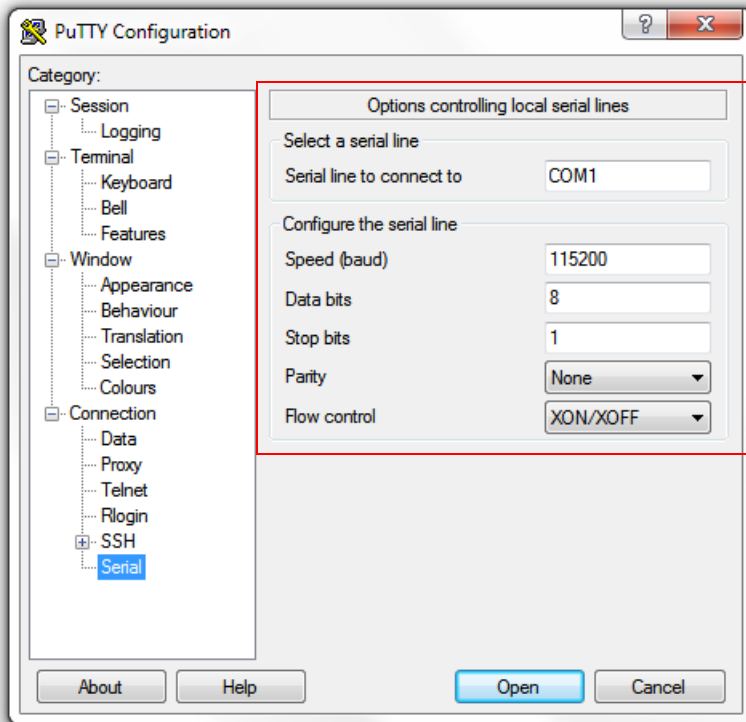 PuTTY Configuration
?
X
Category:
Session
Logging
Terminal
Keyboard
Bell
Features
Window
Appearance
Behaviour
Translation
Selection
Colours
Connection
Data
Proxy
Telnet
Rlogin
SSH
Serial
Options controlling local serial lines
Select a serial line
Serial line to connect to COM1
Configure the serial line
Speed (baud) 115200
Data bits 8
Stop bits 1
Parity None
Flow control XON/XOFF
About Help Open Cancel